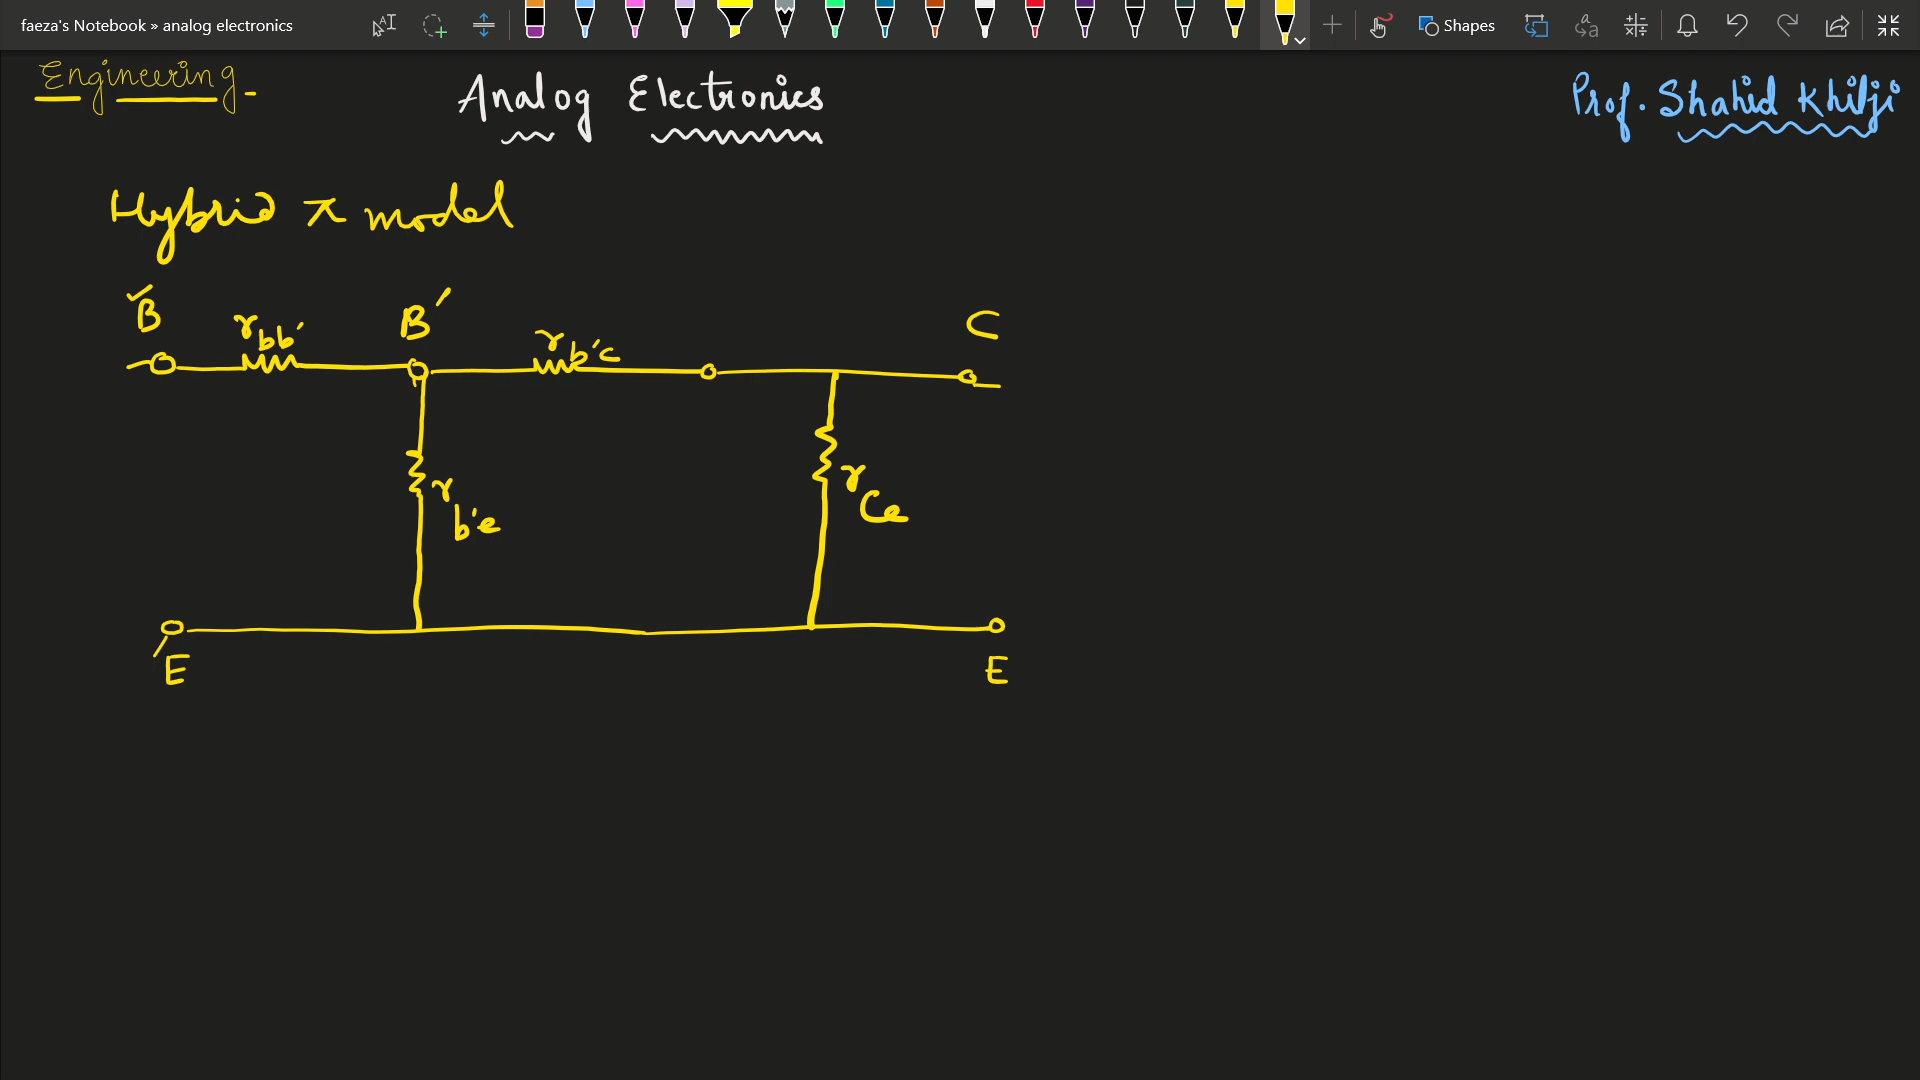 faeza's Notebook » analog electronics
Shapes
Engineering
Analog Electronics
Prof. Shahid Khilji
Hybrid π model
B
B'
C
r bb'
r b'c
r b'e
r Ce
E
E